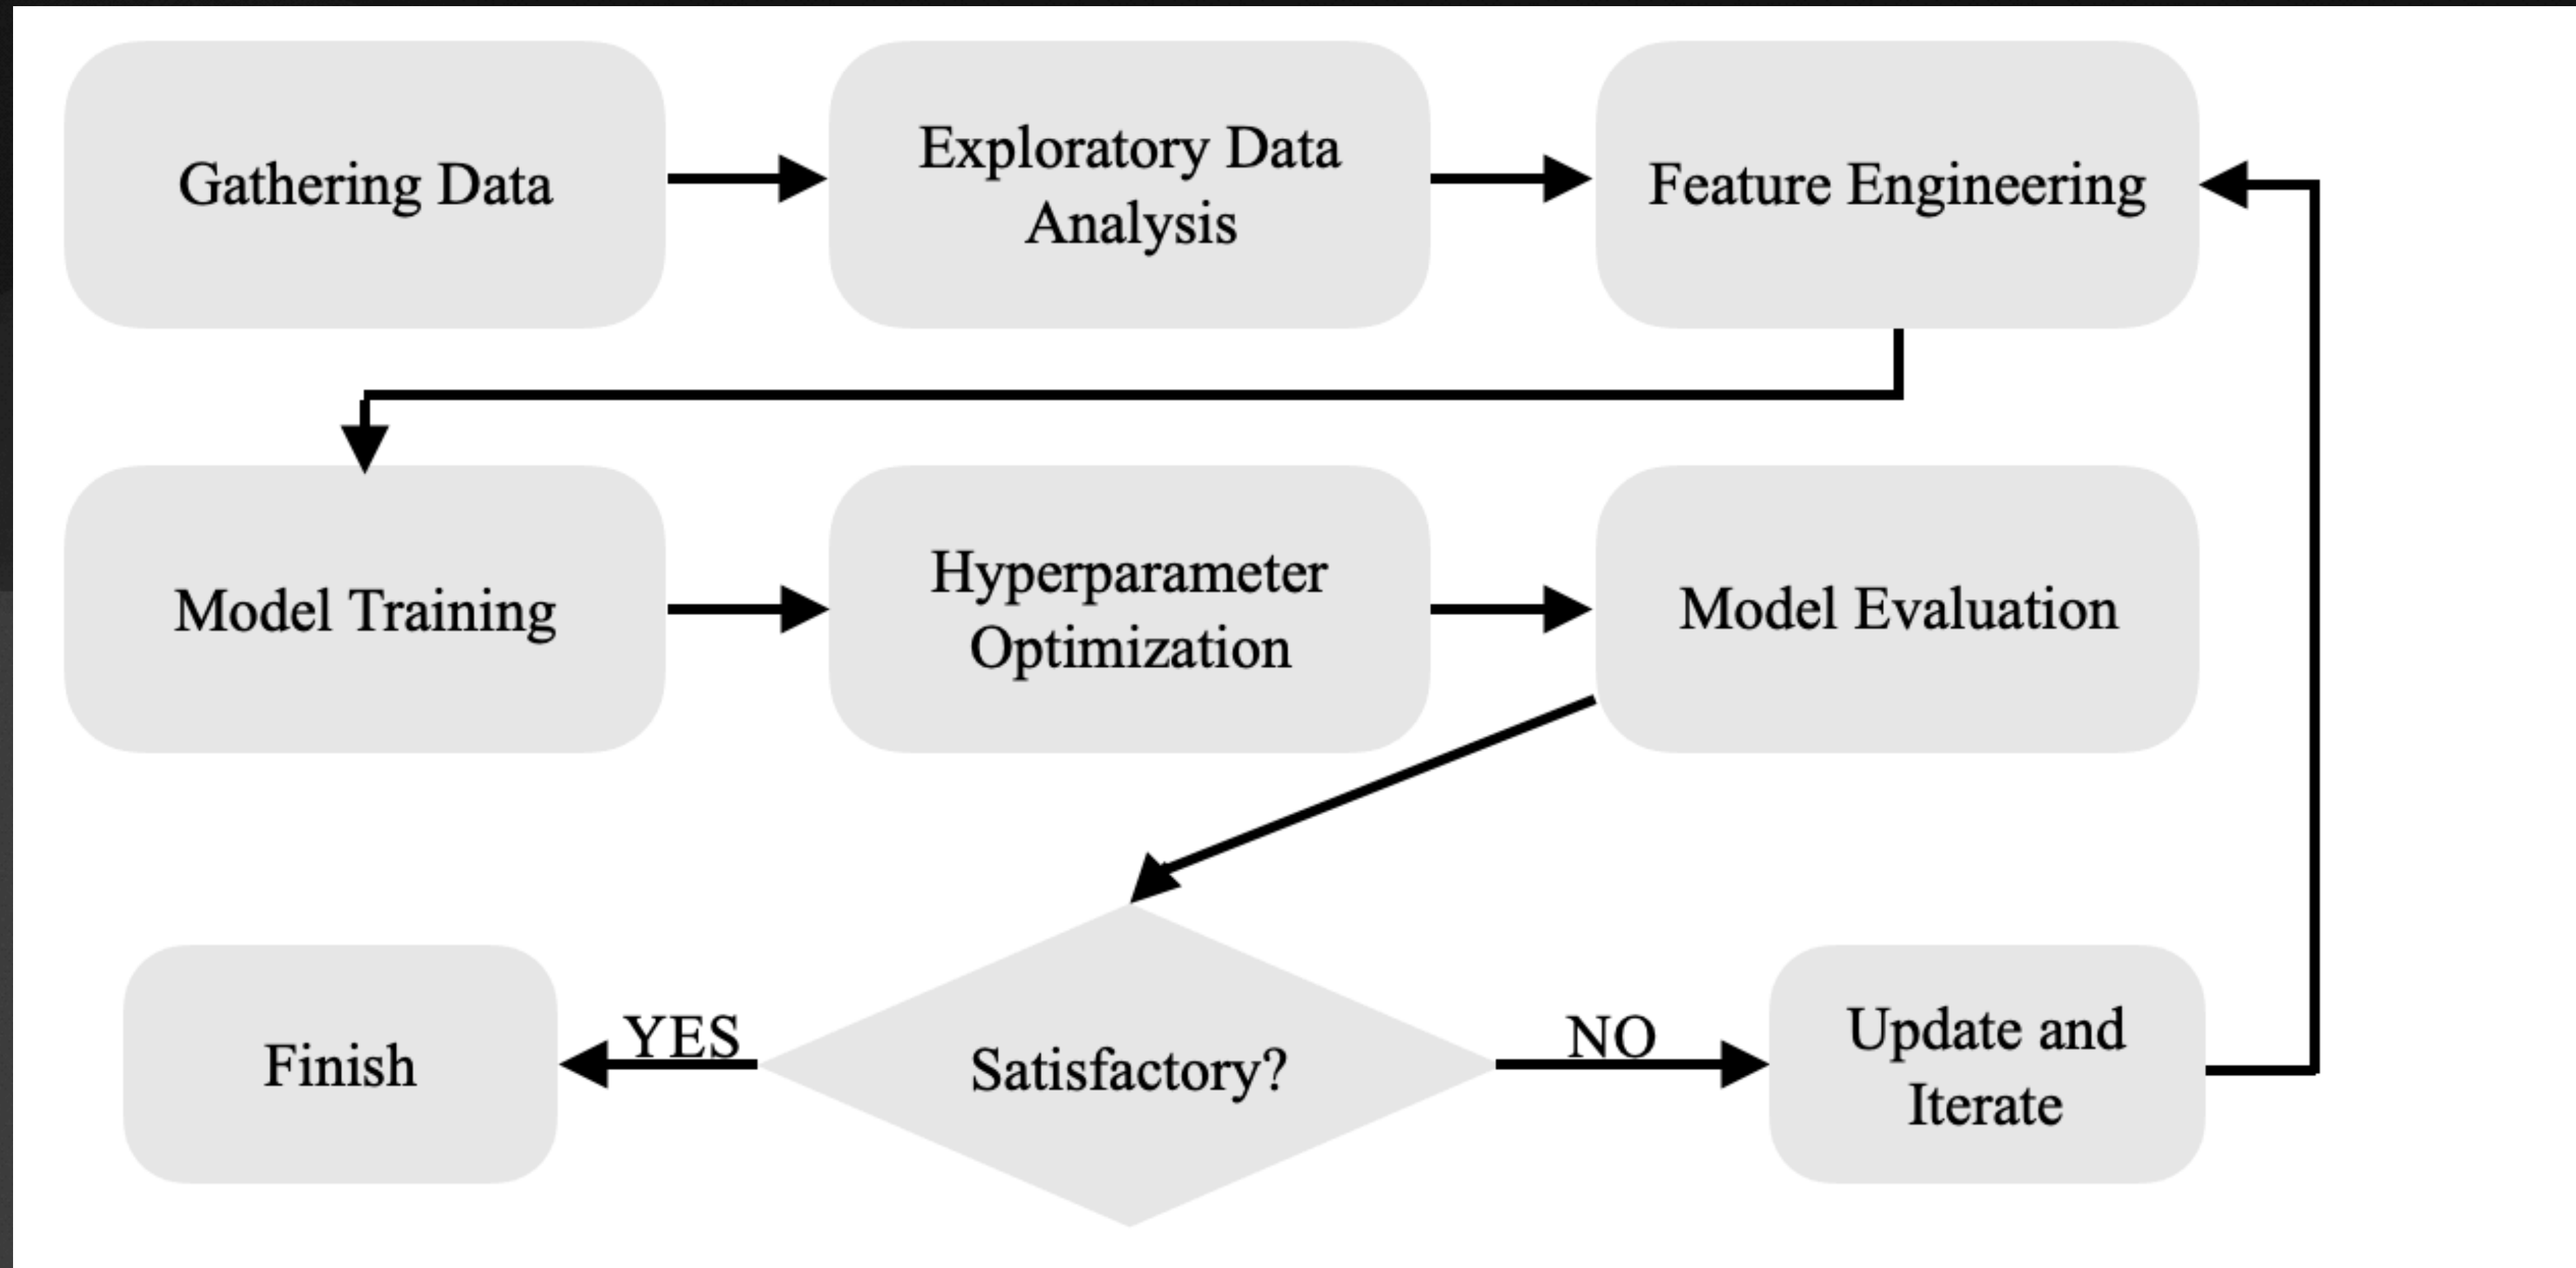 Gathering Data
Exploratory Data
Analysis
Feature Engineering
Model Training
Hyperparameter
Optimization
Model Evaluation
Finish
YES
Satisfactory?
NO
Update and
Iterate